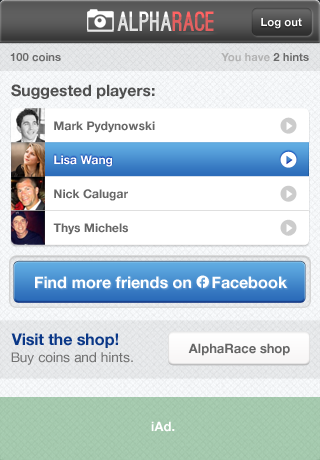 ALPHARACE
Log out
100 coins
You have 2 hints
Suggested players:
Mark Pydynowski
Lisa Wang
Nick Calugar
Thys Michels
Find more friends on Facebook
Visit the shop!
Buy coins and hints.
AlphaRace shop
iAd.